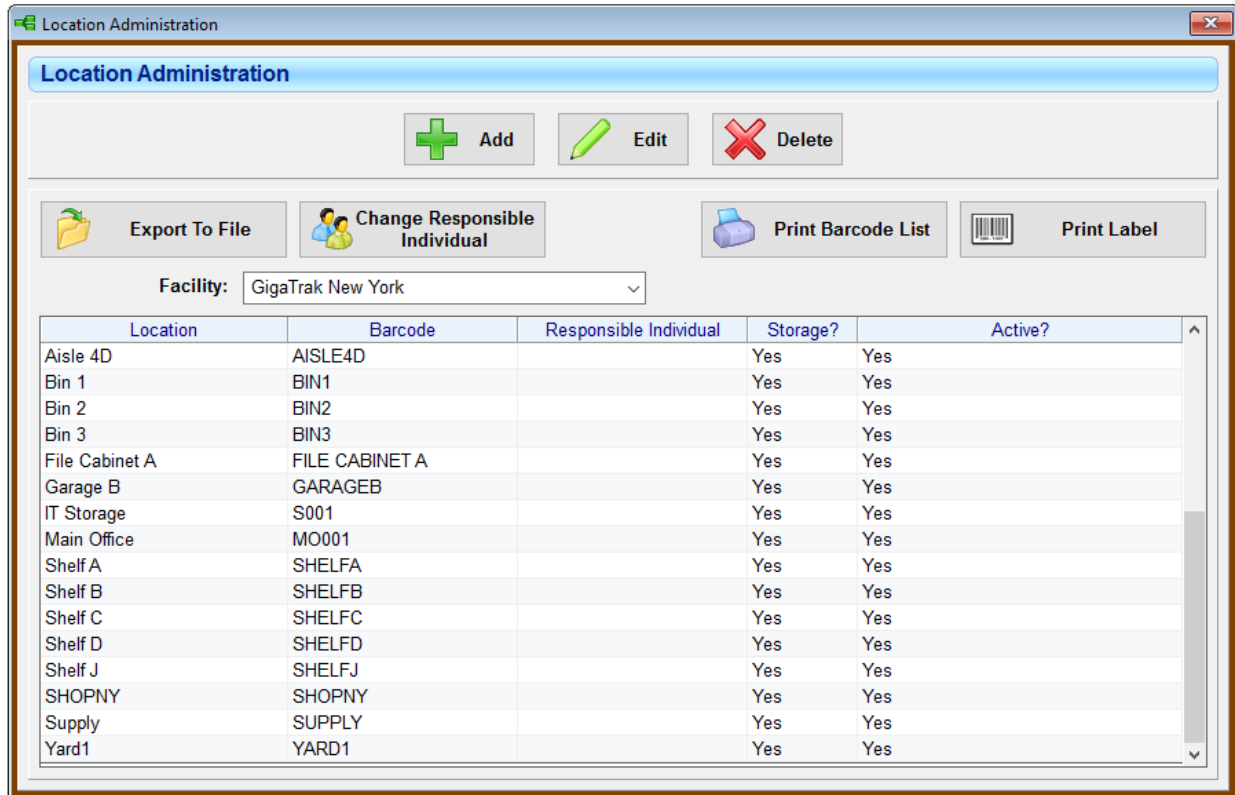 Location Administration
Location Administration
Add Edit Delete
Export To File Change Responsible Individual Print Barcode List Print Label
Facility: GigaTrak New York
Location Barcode Responsible Individual Storage? Active?
Aisle 4D AISLE4D Yes Yes
Bin 1 BIN1 Yes Yes
Bin 2 BIN2 Yes Yes
Bin 3 BIN3 Yes Yes
File Cabinet A FILE CABINET A Yes Yes
Garage B GARAGEB Yes Yes
IT Storage S001 Yes Yes
Main Office MO001 Yes Yes
Shelf A SHELFA Yes Yes
Shelf B SHELFB Yes Yes
Shelf C SHELFC Yes Yes
Shelf D SHELFD Yes Yes
Shelf J SHELFJ Yes Yes
SHOPNY SHOPNY Yes Yes
Supply SUPPLY Yes Yes
Yard1 YARD1 Yes Yes